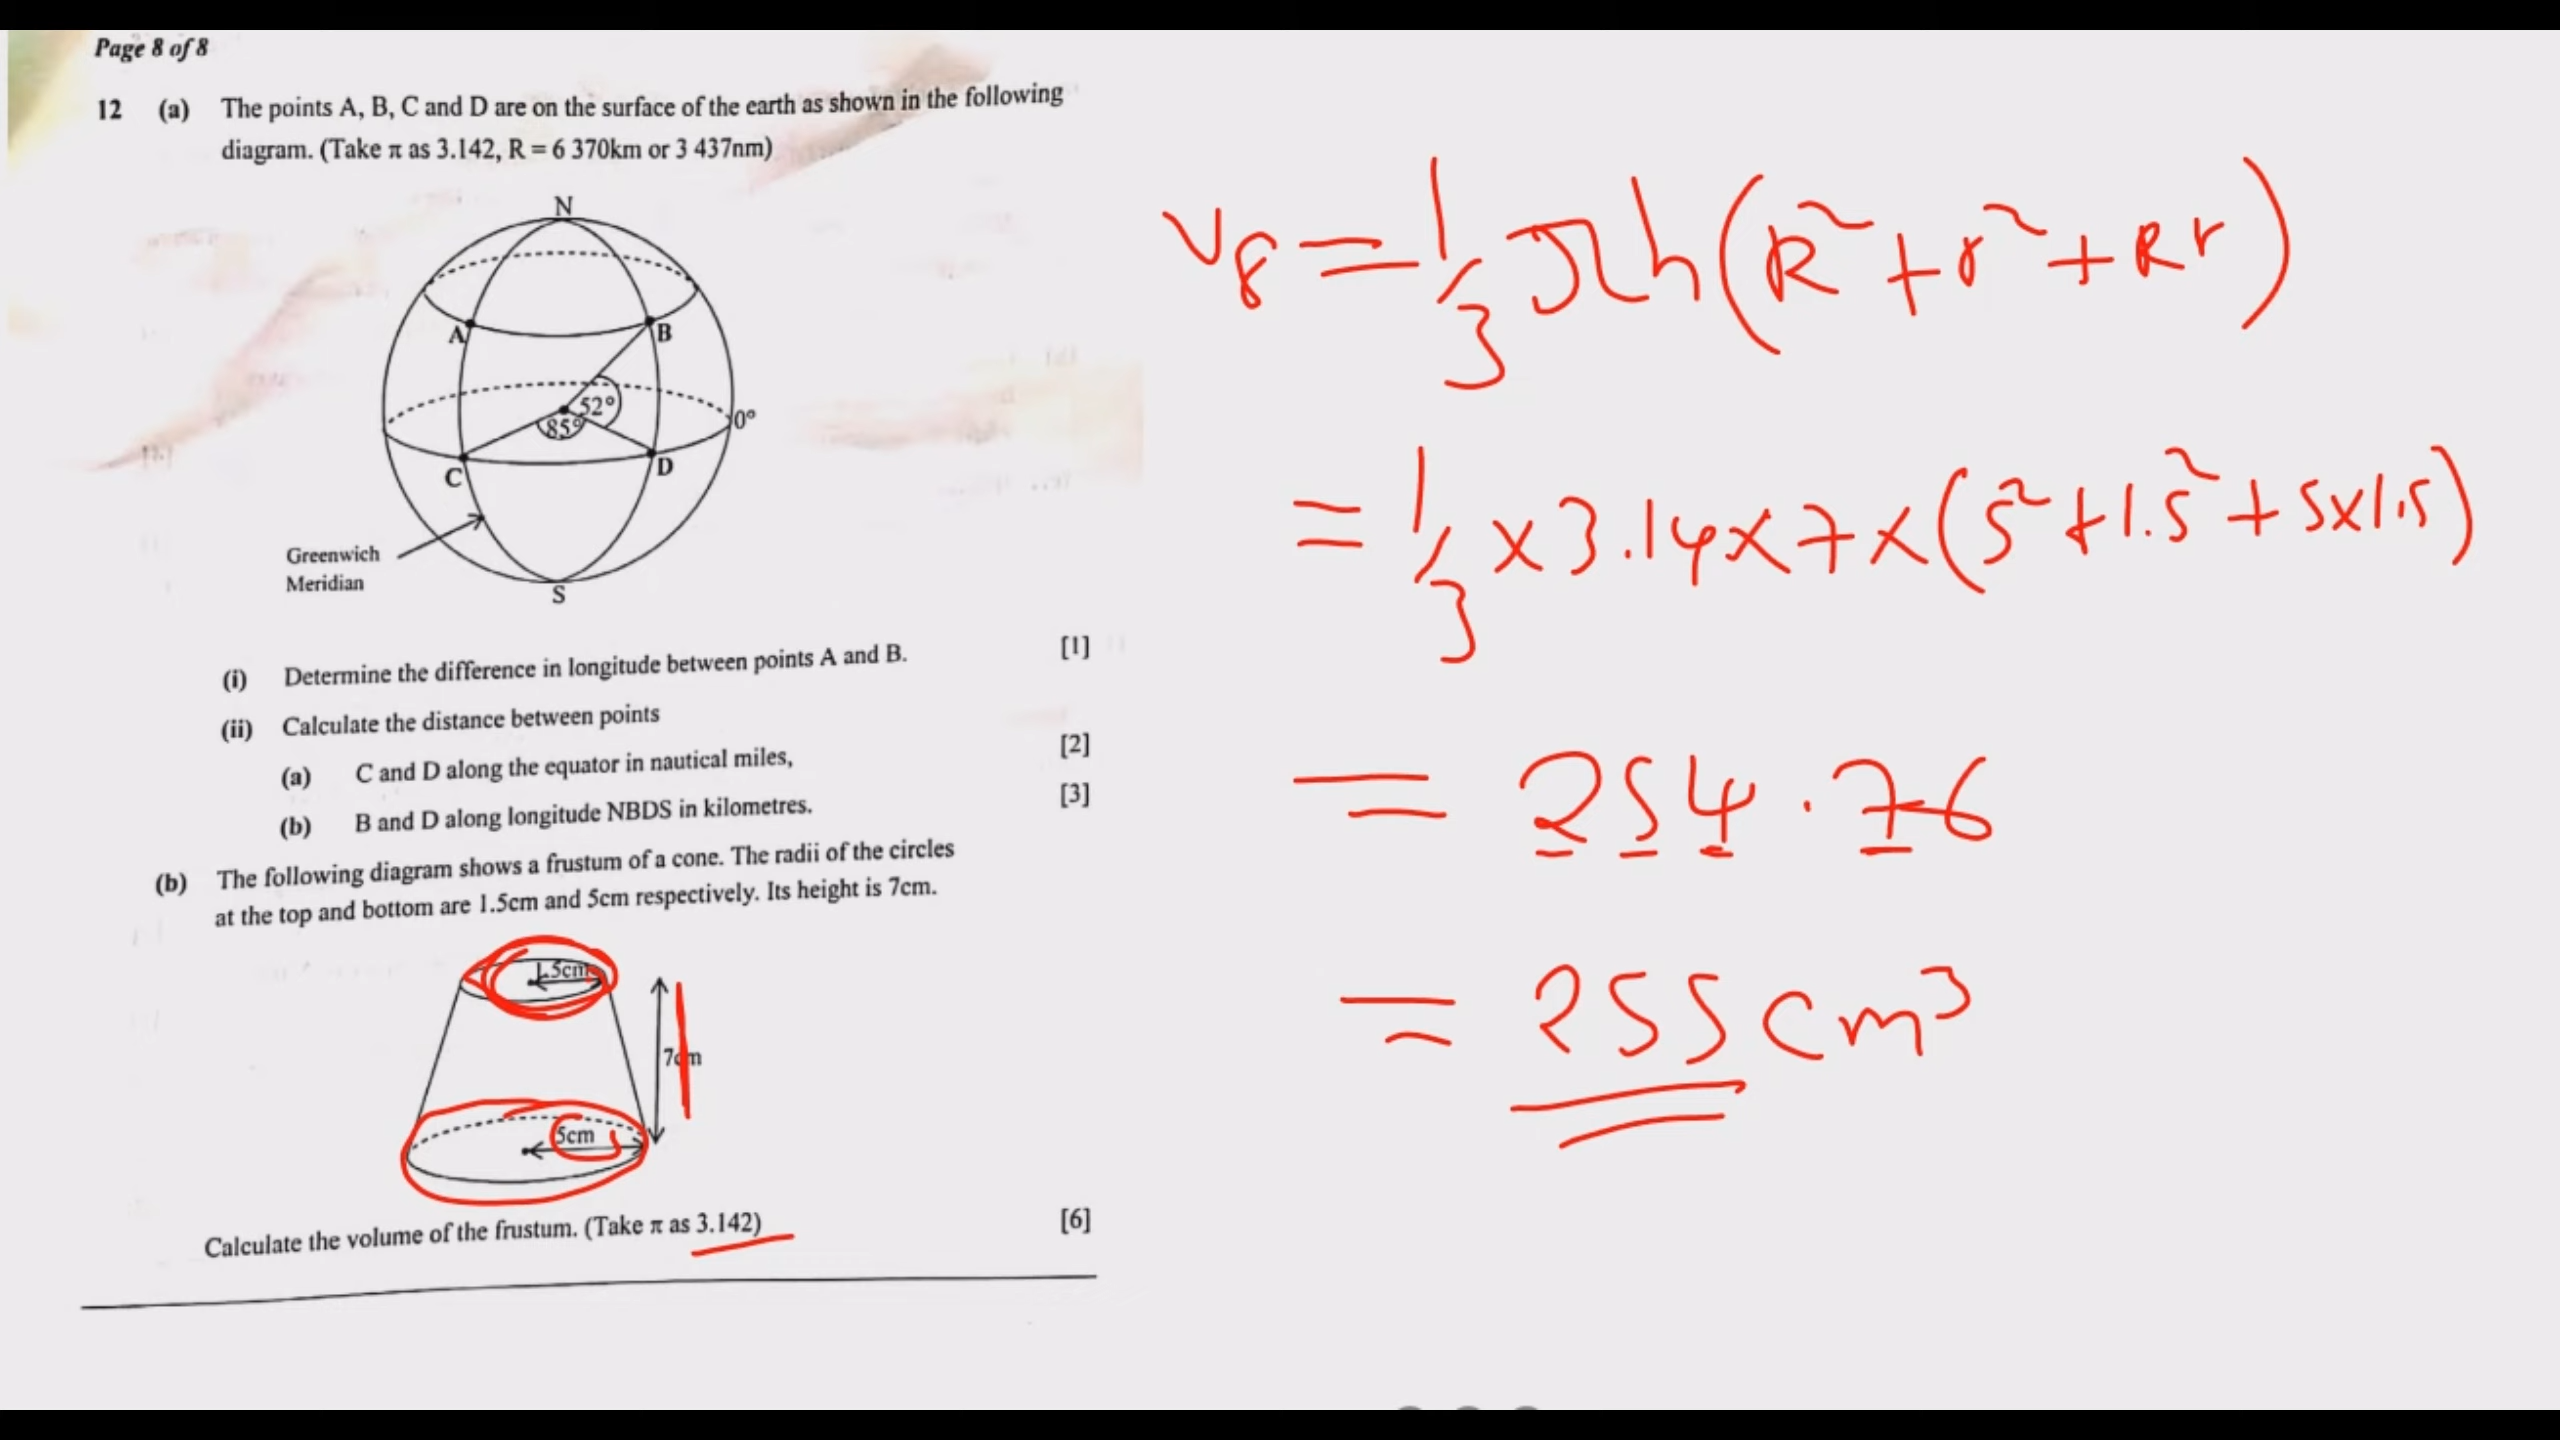 Page 8 of 8
12 (a) The points A, B, C and D are on the surface of the earth as shown in the following
diagram. (Take π as 3.142, R = 6 370km or 3 437nm)
N
A
B
52°
85°
0°
C
D
Greenwich
Meridian
S
(i) Determine the difference in longitude between points A and B. [1]
(ii) Calculate the distance between points
(a) C and D along the equator in nautical miles, [2]
(b) B and D along longitude NBDS in kilometres. [3]
(b) The following diagram shows a frustum of a cone. The radii of the circles
at the top and bottom are 1.5cm and 5cm respectively. Its height is 7cm.
1.5cm
7cm
5cm
Calculate the volume of the frustum. (Take π as 3.142) [6]
= 1/3 πh(R² + r² + Rr)
= 1/3 × 3.14 × 7 × (5² + 1.5² + 5×1.5)
= 254.76
= 255 cm³